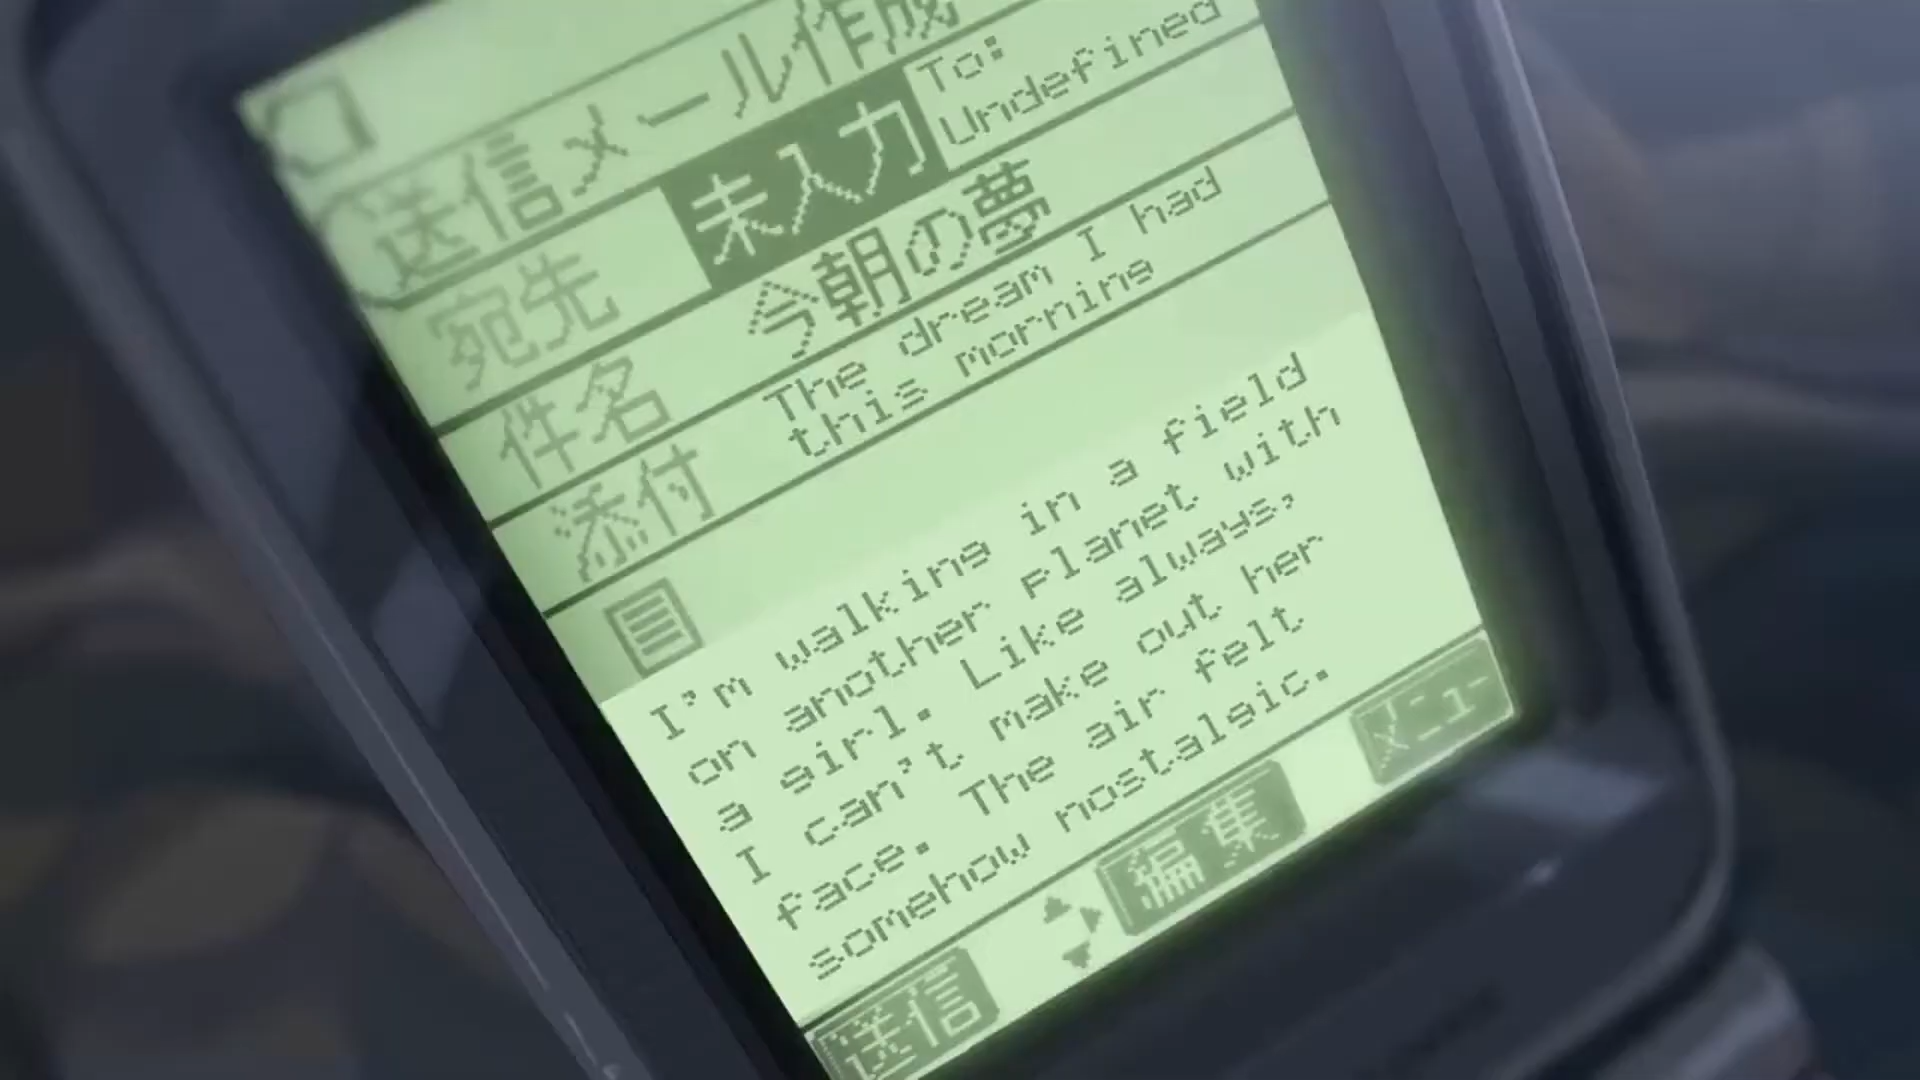 送信メール作成
宛先
未入力
To:
Undefined
件名
今朝の夢
The dream I had
this morning
添付
I'm walking in a field
on another planet with
a girl. Like always,
I can't make out her
face. The air felt
somehow nostalgic.
送信
編集
メニュー